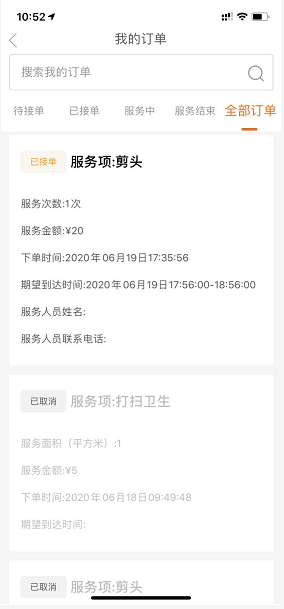 10:52
我的订单
搜索我的订单
待接单 已接单 服务中 服务结束 全部订单
已接单 服务项:剪头
服务次数:1次
服务金额:¥20
下单时间:2020年06月19日17:35:56
期望到达时间:2020年06月19日17:56:00-18:56:00
服务人员姓名:
服务人员联系电话:
已取消 服务项:打扫卫生
服务面积（平方米）:1
服务金额:¥5
下单时间:2020年06月18日09:49:48
期望到达时间:
已取消 服务项:剪头